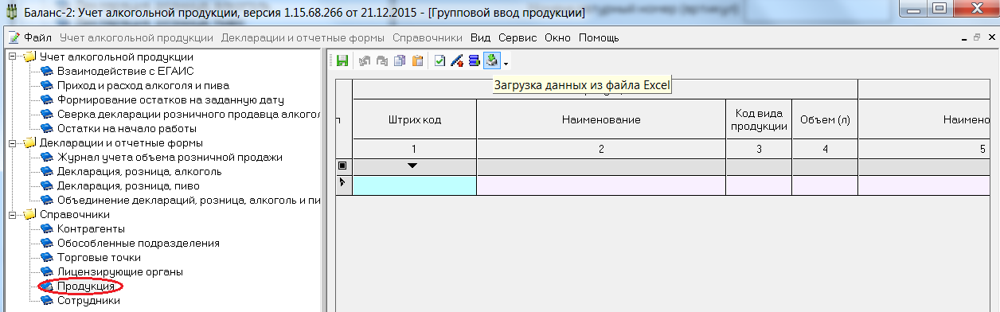 Баланс-2: Учет алкогольной продукции, версия 1.15.68.266 от 21.12.2015 - [Групповой ввод продукции]
Файл Учет алкогольной продукции Декларации и отчетные формы Справочники Вид Сервис Окно Помощь
Учет алкогольной продукции
Взаимодействие с ЕГАИС
Приход и расход алкоголя и пива
Формирование остатков на заданную дату
Сверка декларации розничного продавца алкогол
Остатки на начало работы
Декларации и отчетные формы
Журнал учета объема розничной продажи
Декларация, розница, алкоголь
Декларация, розница, пиво
Объединение деклараций, розница, алкоголь и пи
Справочники
Контрагенты
Обособленные подразделения
Торговые точки
Лицензирующие органы
Продукция
Сотрудники
Загрузка данных из файла Excel
п Штрих код Наименование Код вида продукции Объем (л) Наимено
1 2 3 4 5